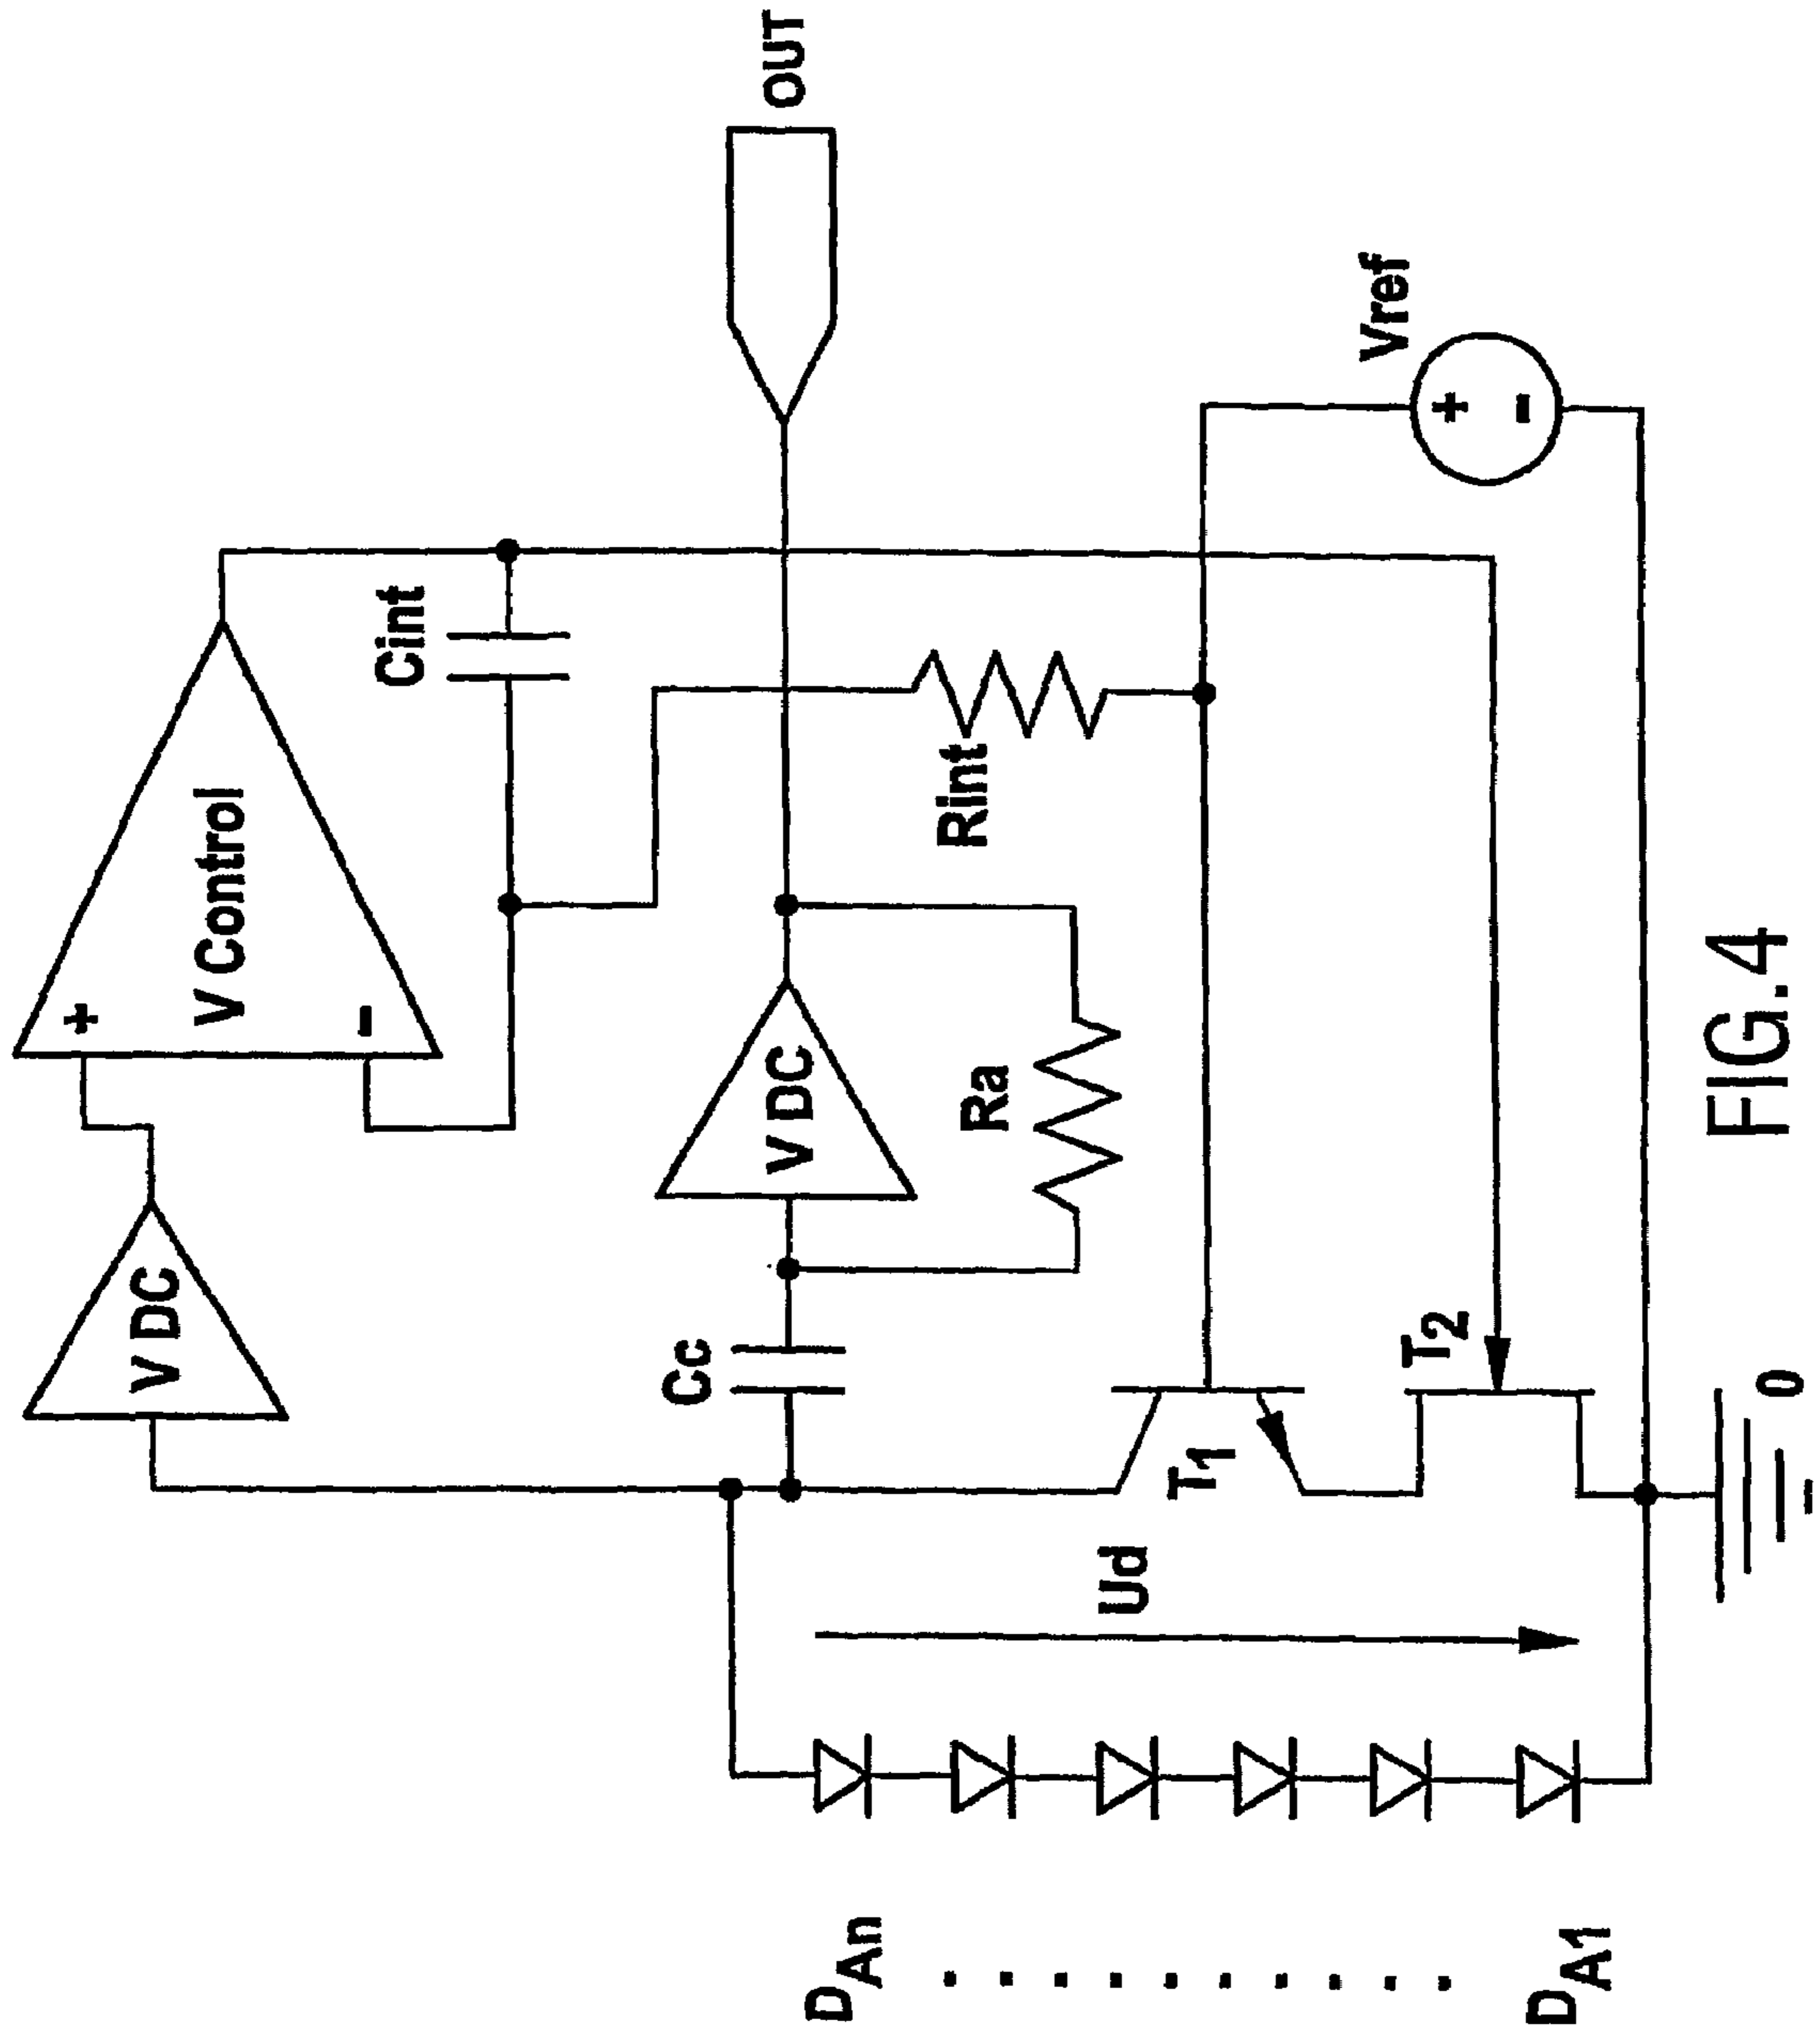 V DC
+
-
V Control
Cint
OUT
Cc
V DC
Ra
Rint
Vref
+
-
DAn
Ud
T1
T2
DA1
0
FIG.4